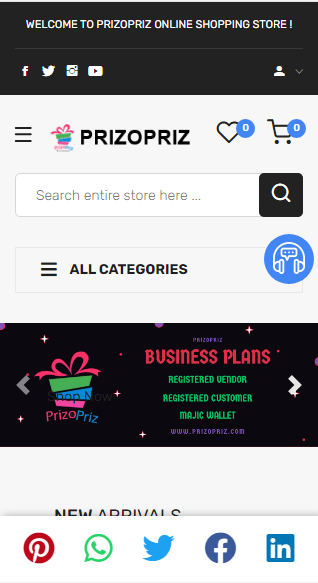 WELCOME TO PRIZOPRIZ ONLINE SHOPPING STORE !
PRIZOPRIZ
0
0
Search entire store here ...
ALL CATEGORIES
PRIZOPRIZ
BUSINESS PLANS
REGISTERED VENDOR
REGISTERED CUSTOMER
MAJIC WALLET
WWW.PRIZOPRIZ.COM
Shop Now
PrizoPriz
NEW ARRIVALS